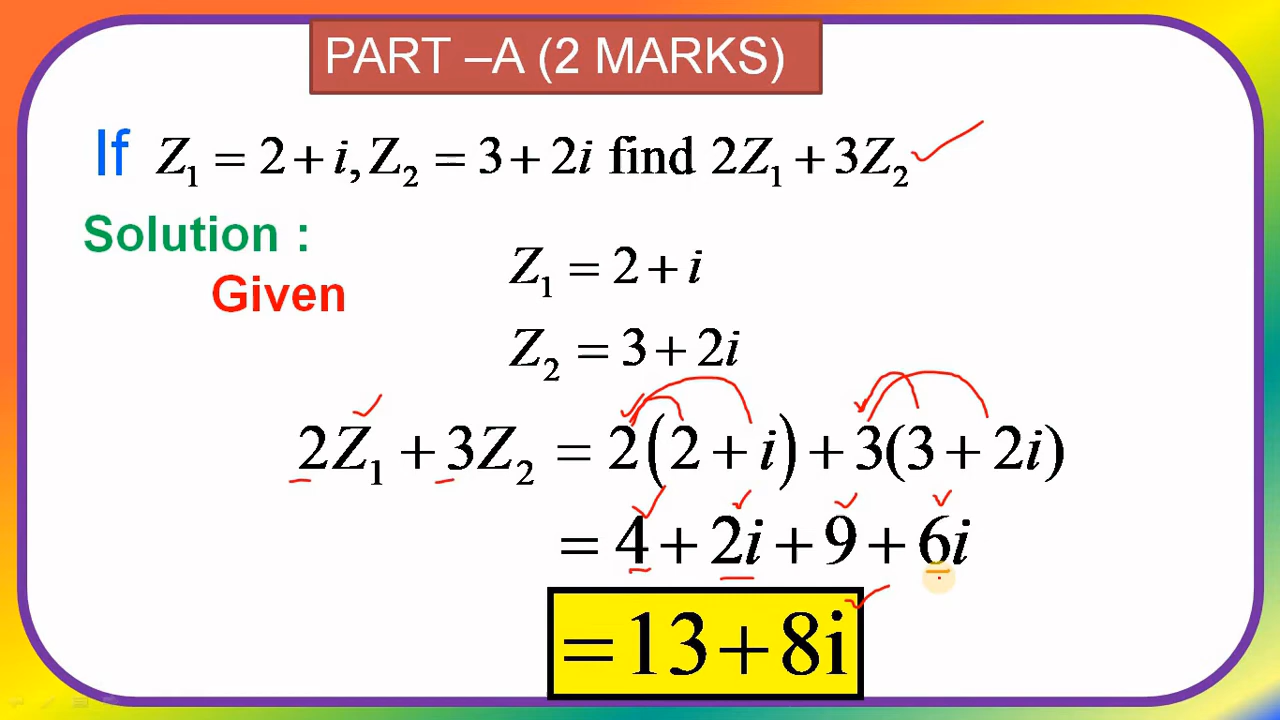 PART –A (2 MARKS)
If Z₁ = 2 + i, Z₂ = 3 + 2i find 2Z₁ + 3Z₂
Solution :
Given
Z₁ = 2 + i
Z₂ = 3 + 2i
2Z₁ + 3Z₂ = 2(2 + i) + 3(3 + 2i)
= 4 + 2i + 9 + 6i
= 13 + 8i